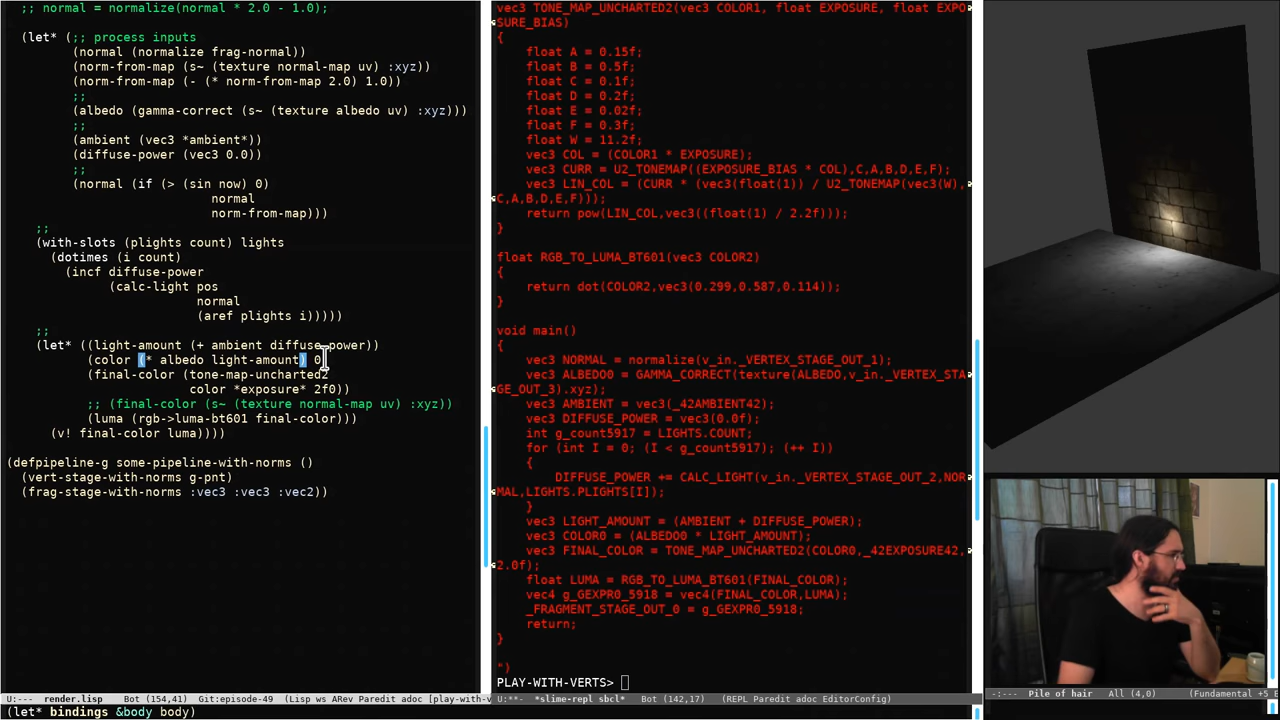 ;; normal = normalize(normal * 2.0 - 1.0);
(let* (;; process inputs
(normal (normalize frag-normal))
(norm-from-map (s~ (texture normal-map uv) :xyz))
(norm-from-map (- (* norm-from-map 2.0) 1.0))
;;
(albedo (gamma-correct (s~ (texture albedo uv) :xyz)))
;;
(ambient (vec3 *ambient*))
(diffuse-power (vec3 0.0))
;;
(normal (if (> (sin now) 0)
normal
norm-from-map)))
;;
(with-slots (plights count) lights
(dotimes (i count)
(incf diffuse-power
(calc-light pos
normal
(aref plights i)))))
;;
(let* ((light-amount (+ ambient diffuse-power))
(color (* albedo light-amount) 0
(final-color (tone-map-uncharted2
color *exposure* 2f0))
;; (final-color (s~ (texture normal-map uv) :xyz))
(luma (rgb->luma-bt601 final-color)))
(v! final-color luma))))
(defpipeline-g some-pipeline-with-norms ()
(vert-stage-with-norms g-pnt)
(frag-stage-with-norms :vec3 :vec3 :vec2))
U:--- render.lisp Bot (154,41) Git:episode-49 (Lisp ws ARev Paredit adoc [play-with-v
(let* bindings &body body)
vec3 TONE_MAP_UNCHARTED2(vec3 COLOR1, float EXPOSURE, float EXPO
SURE_BIAS)
{
float A = 0.15f;
float B = 0.5f;
float C = 0.1f;
float D = 0.2f;
float E = 0.02f;
float F = 0.3f;
float W = 11.2f;
vec3 COL = (COLOR1 * EXPOSURE);
vec3 CURR = U2_TONEMAP((EXPOSURE_BIAS * COL),C,A,B,D,E,F);
vec3 LIN_COL = (CURR * (vec3(float(1)) / U2_TONEMAP(vec3(W),
C,A,B,D,E,F)));
return pow(LIN_COL,vec3((float(1) / 2.2f)));
}
float RGB_TO_LUMA_BT601(vec3 COLOR2)
{
return dot(COLOR2,vec3(0.299,0.587,0.114));
}
void main()
{
vec3 NORMAL = normalize(v_in._VERTEX_STAGE_OUT_1);
vec3 ALBEDO0 = GAMMA_CORRECT(texture(ALBEDO,v_in._VERTEX_STA
GE_OUT_3).xyz);
vec3 AMBIENT = vec3(_42AMBIENT42);
vec3 DIFFUSE_POWER = vec3(0.0f);
int g_count5917 = LIGHTS.COUNT;
for (int I = 0; (I < g_count5917); (++ I))
{
DIFFUSE_POWER += CALC_LIGHT(v_in._VERTEX_STAGE_OUT_2,NOR
MAL,LIGHTS.PLIGHTS[I]);
}
vec3 LIGHT_AMOUNT = (AMBIENT + DIFFUSE_POWER);
vec3 COLOR0 = (ALBEDO0 * LIGHT_AMOUNT);
vec3 FINAL_COLOR = TONE_MAP_UNCHARTED2(COLOR0,_42EXPOSURE42,
2.0f);
float LUMA = RGB_TO_LUMA_BT601(FINAL_COLOR);
vec4 g_GEXPR0_5918 = vec4(FINAL_COLOR,LUMA);
_FRAGMENT_STAGE_OUT_0 = g_GEXPR0_5918;
return;
}
")
PLAY-WITH-VERTS>
U:**- *slime-repl sbcl* Bot (142,17) (REPL Paredit adoc EditorConfig)
-:--- Pile of hair All (4,0) (Fundamental +5 E